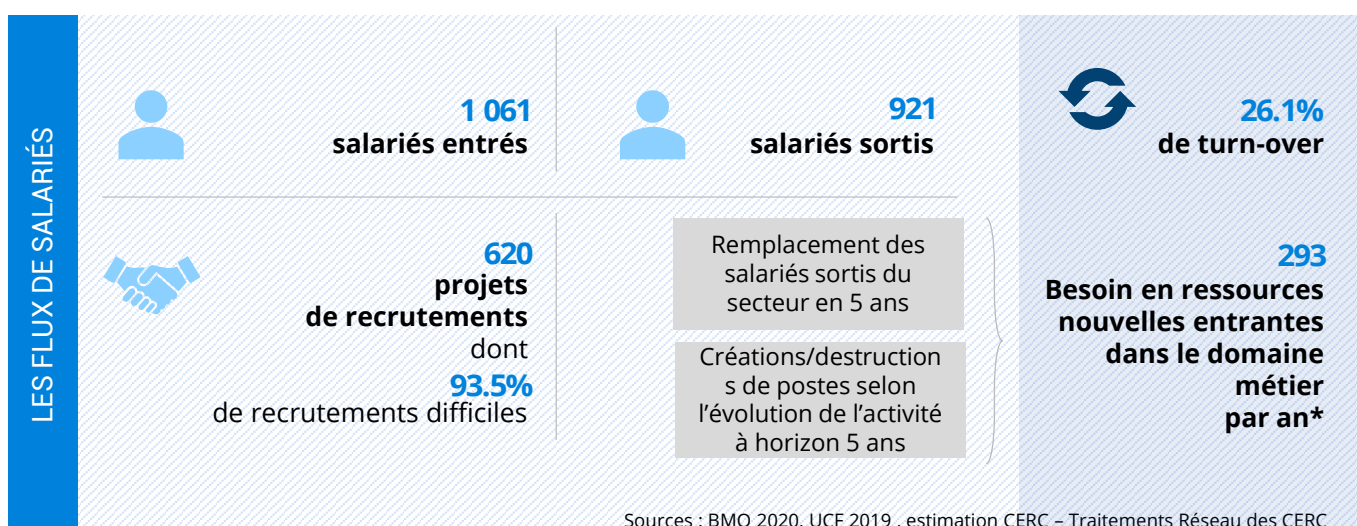 LES FLUX DE SALARIÉS
1 061
salariés entrés
921
salariés sortis
26.1%
de turn-over
620
projets
de recrutements
dont
93.5%
de recrutements difficiles
Remplacement des
salariés sortis du
secteur en 5 ans
Créations/destruction
s de postes selon
l’évolution de l’activité
à horizon 5 ans
293
Besoin en ressources
nouvelles entrantes
dans le domaine
métier
par an*
Sources : BMO 2020, UCF 2019 , estimation CERC – Traitements Réseau des CERC